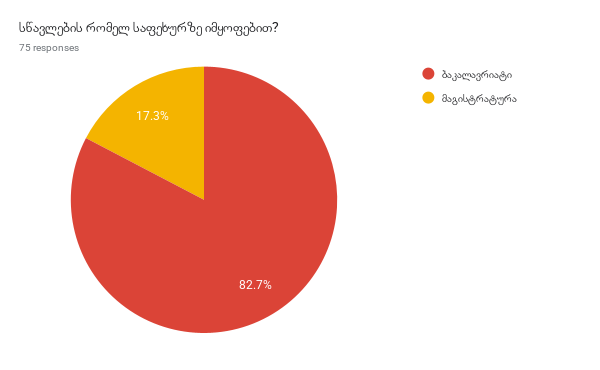 სწავლების რომელ საფეხურზე იმყოფებით?
75 responses
ბაკალავრიატი
მაგისტრატურა
17.3%
82.7%